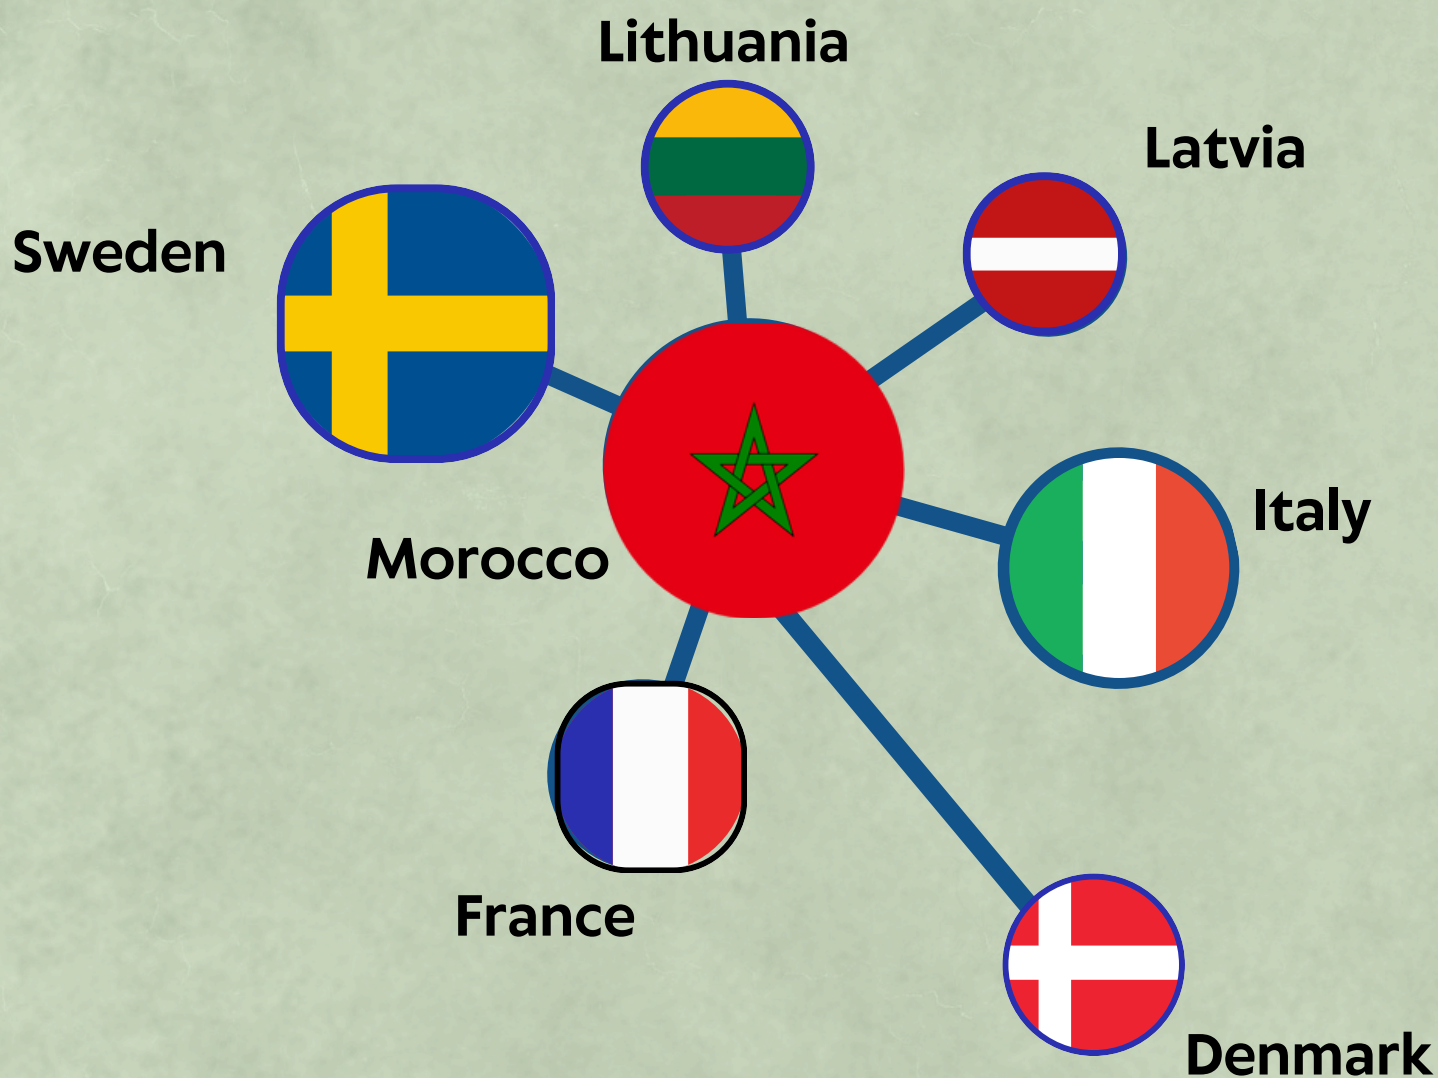 Lithuania
Latvia
Sweden
Italy
Morocco
France
Denmark